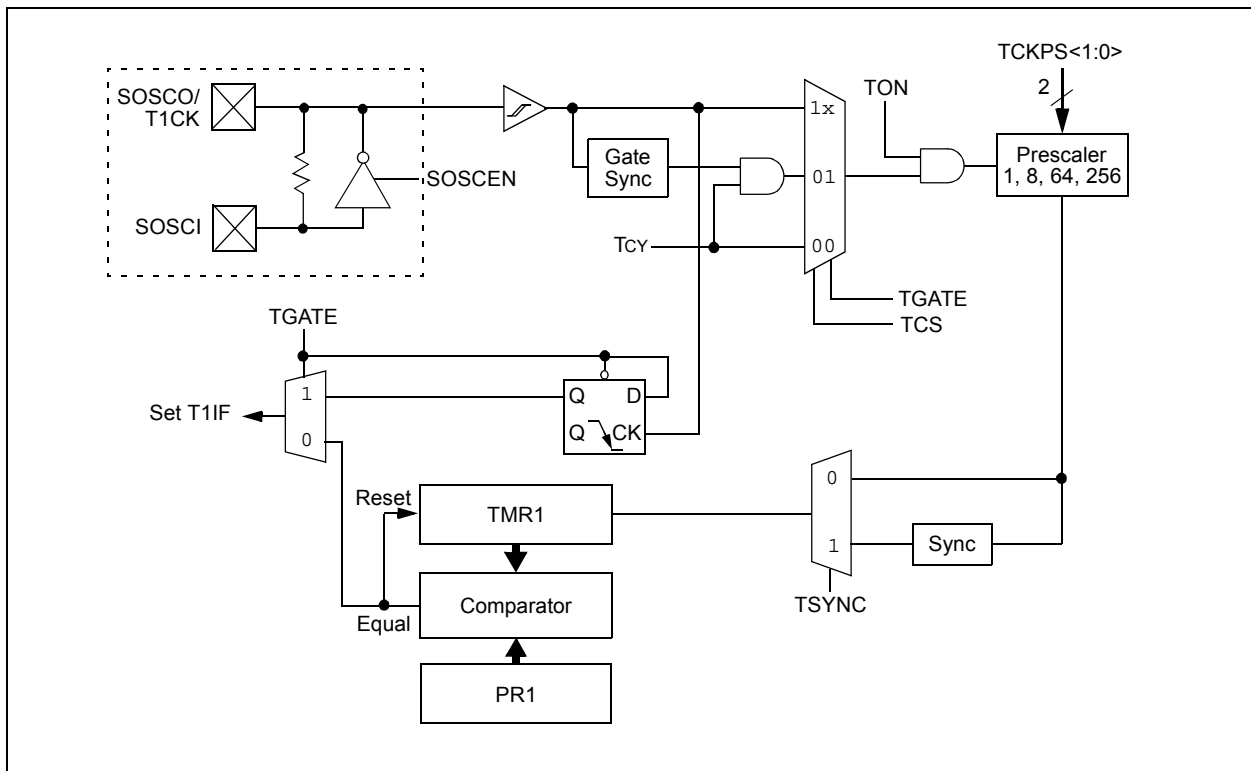 TCKPS<1:0>
SOSCO/
T1CK
2
TON
1x
Gate
Sync
Prescaler
1, 8, 64, 256
SOSCEN
01
SOSCI
TCY
00
TGATE
TCS
TGATE
1
Q
D
Set T1IF
0
Q
CK
Reset
TMR1
0
1
Sync
Comparator
TSYNC
Equal
PR1